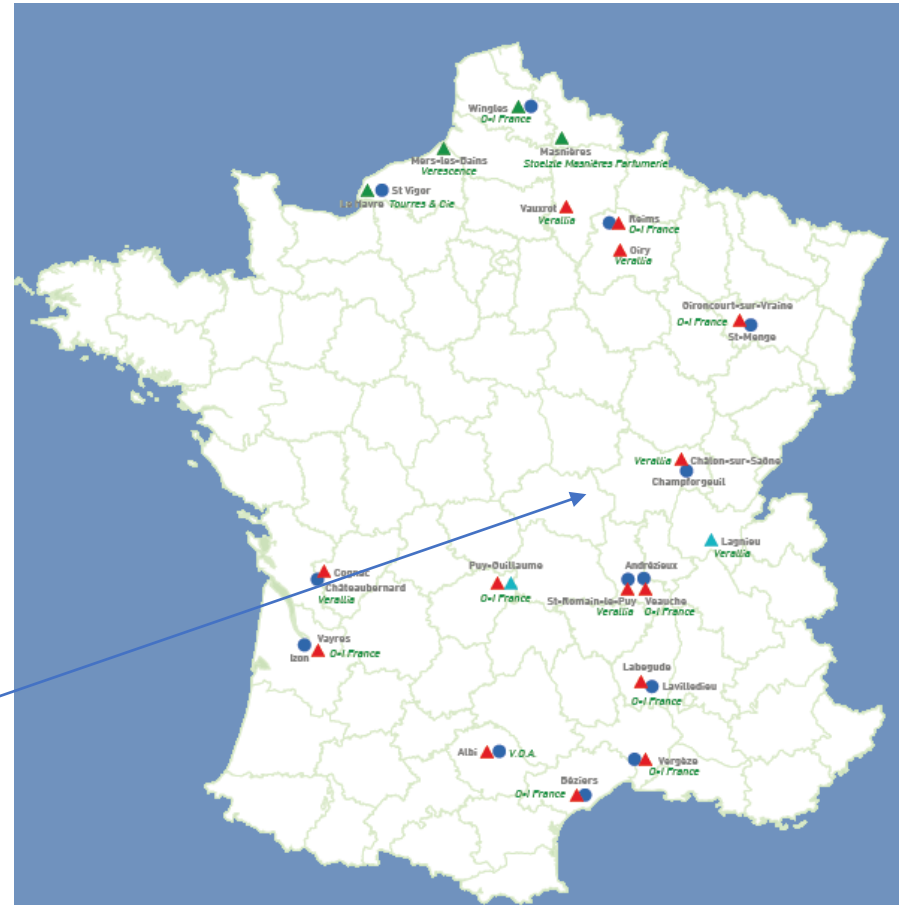 Wingles
O-I France
Masnières
Stoelzle Masnières Parfumerie
Mers-les-Bains
Verescence
St Vigor
Le Havre Tourres & Cie
Vauxrot
Verallia
Reims
O-I France
Oiry
Verallia
Gironcourt-sur-Vraine
O-I France
St-Menge
Verallia Châlon-sur-Saône
Champforgeuil
Lagnieu
Verallia
Cognac
Châteaubernard
Verallia
Puy-Guillaume
O-I France
Andrézieux
St-Romain-le-Puy Veauche
Verallia O-I France
Vayres
Izon O-I France
Labegude
Lavilledieu
O-I France
Albi V.O.A.
Vergèze
O-I France
Béziers
O-I France